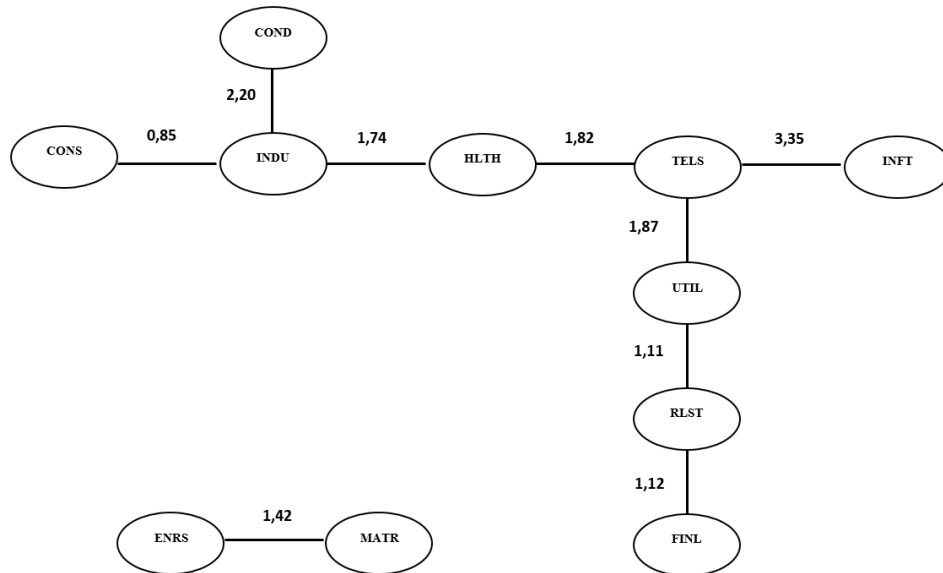 COND
2,20
CONS
0,85
INDU
1,74
HLTH
1,82
TELS
3,35
INFT
1,87
UTIL
1,11
RLST
1,12
ENRS
1,42
MATR
FINL